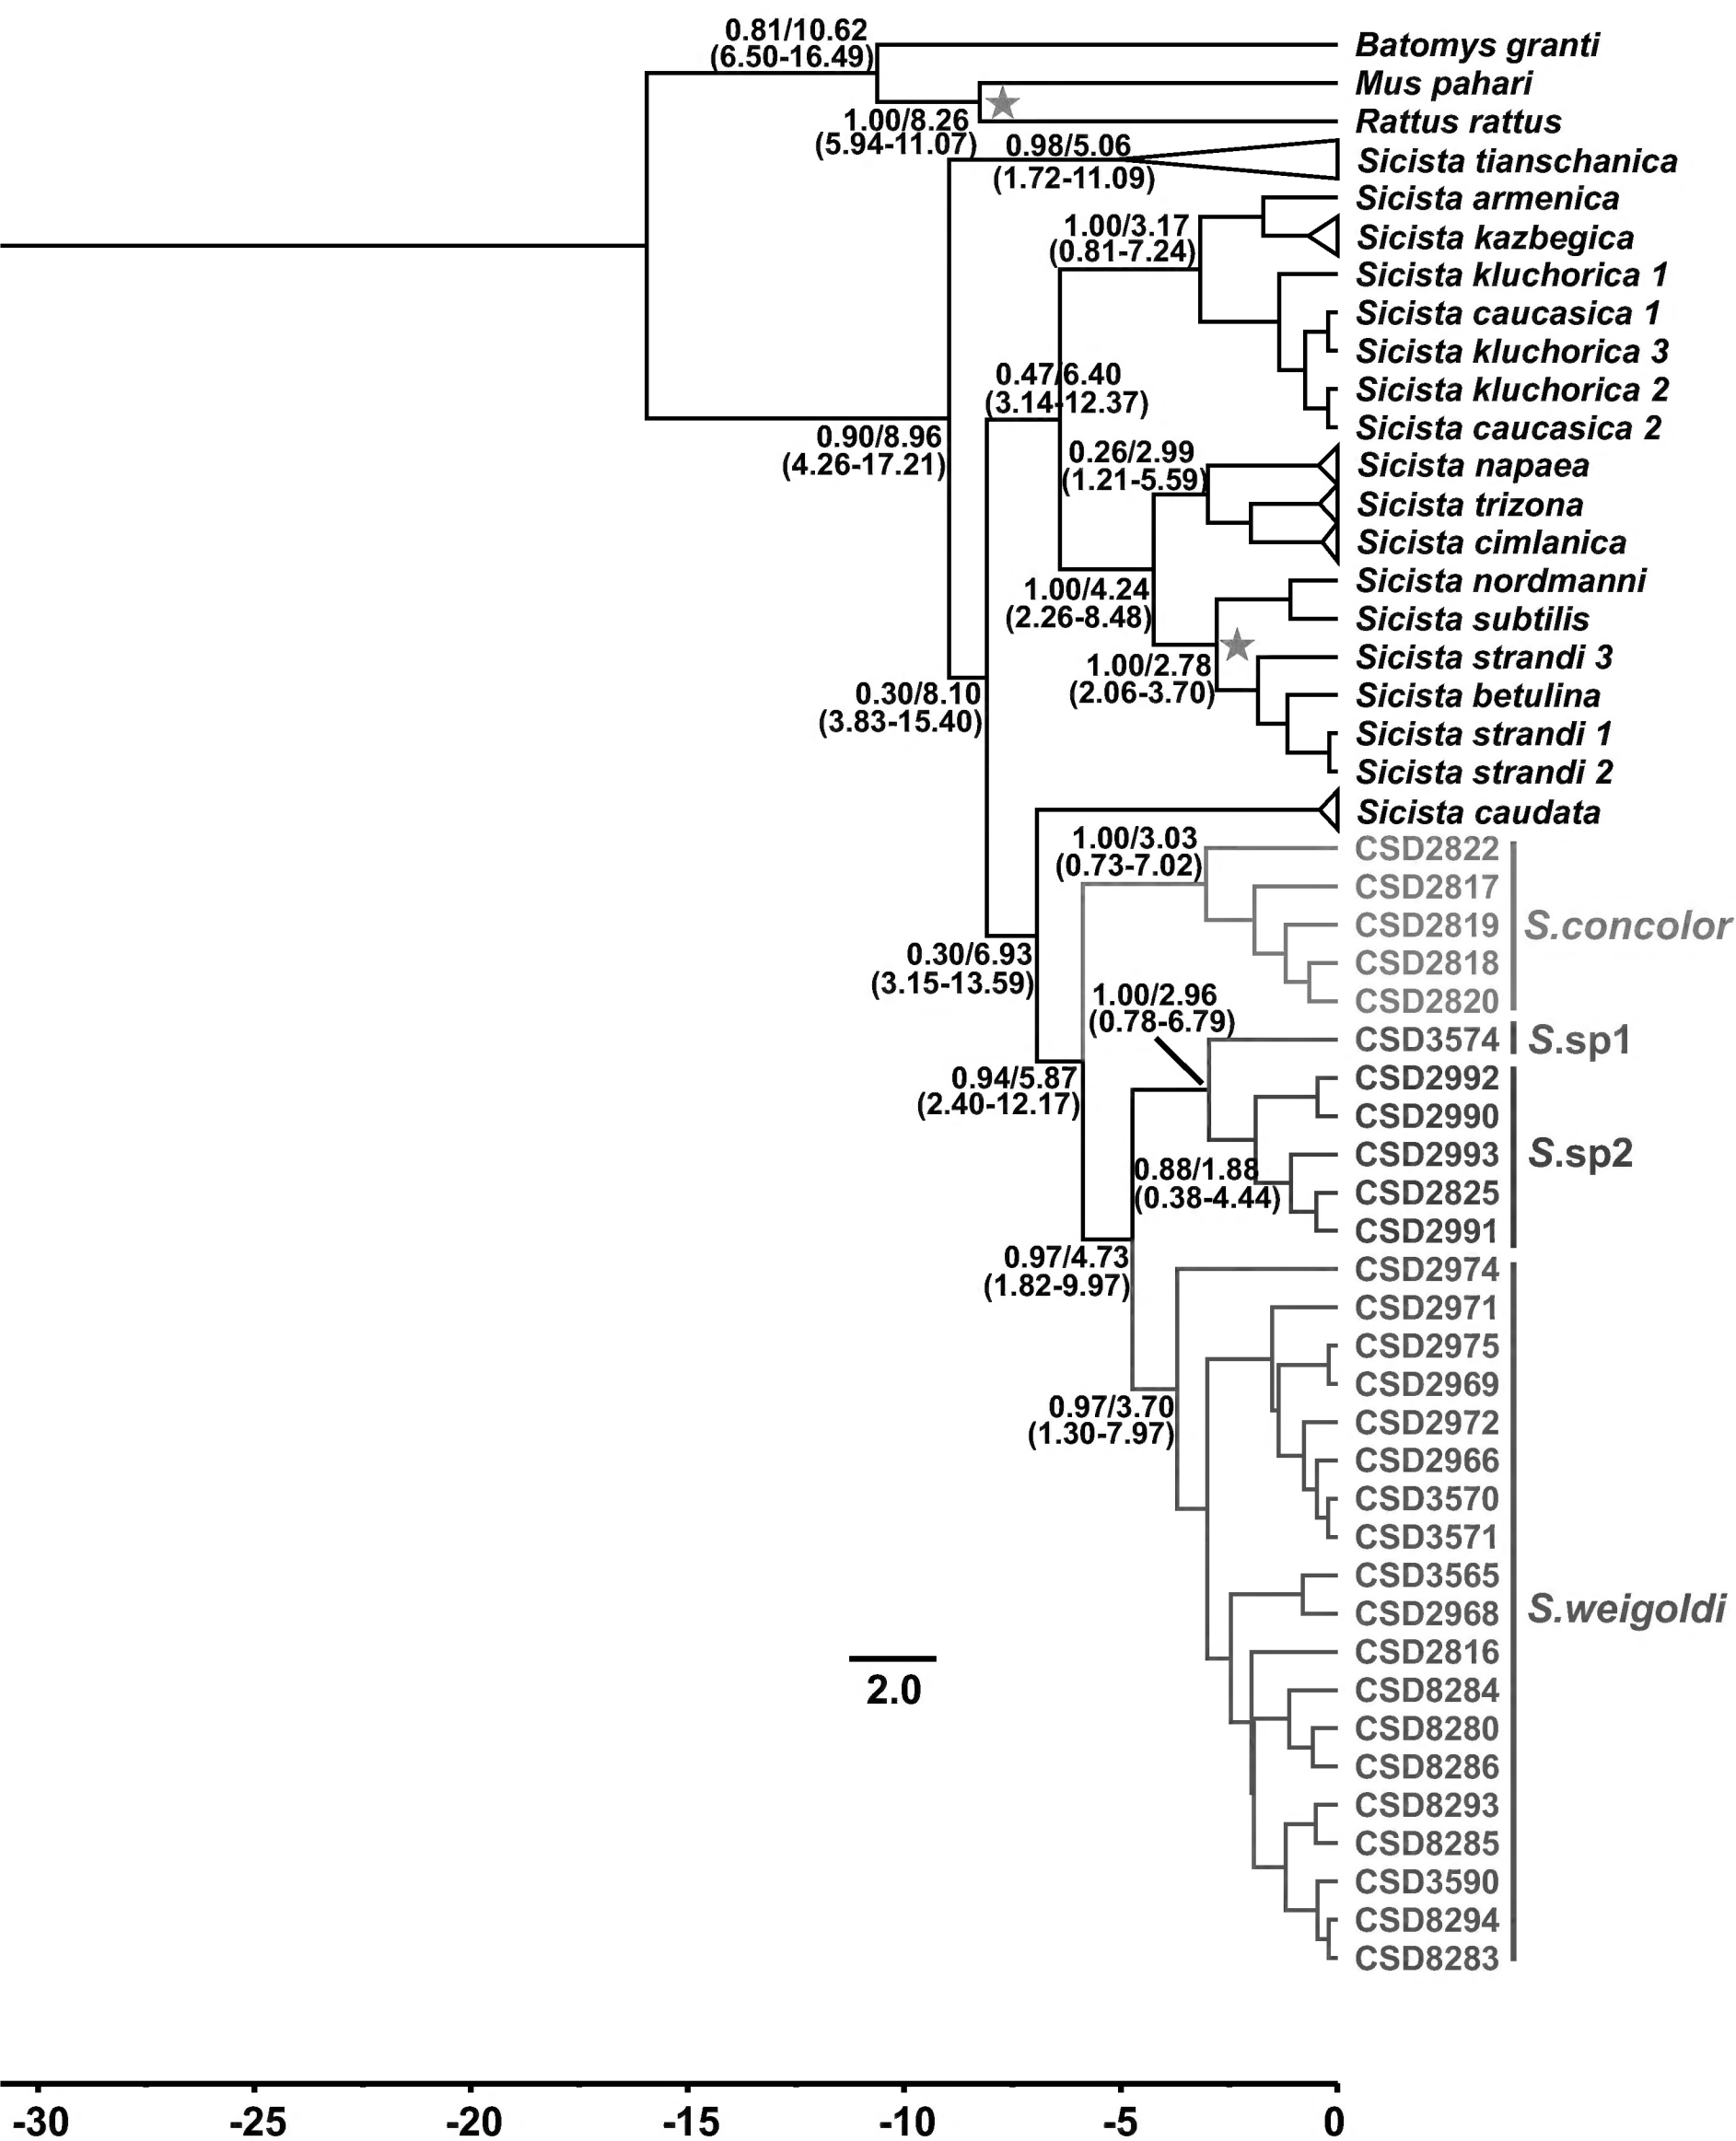 0.81/10.62
(6.50-16.49)
Batomys granti
Mus pahari
1.00/8.26
(5.94-11.07)
Rattus rattus
0.98/5.06
(1.72-11.09)
Sicista tianschanica
Sicista armenica
1.00/3.17
(0.81-7.24)
Sicista kazbegica
Sicista kluchorica 1
Sicista caucasica 1
Sicista kluchorica 3
0.47/6.40
(3.14-12.37)
Sicista kluchorica 2
Sicista caucasica 2
0.90/8.96
(4.26-17.21)
0.26/2.99
(1.21-5.59)
Sicista napaea
Sicista trizona
Sicista cimlanica
Sicista nordmanni
1.00/4.24
(2.26-8.48)
Sicista subtilis
Sicista strandi 3
1.00/2.78
(2.06-3.70)
Sicista betulina
0.30/8.10
(3.83-15.40)
Sicista strandi 1
Sicista strandi 2
Sicista caudata
1.00/3.03
(0.73-7.02)
CSD2822
CSD2817
CSD2819
S.concolor
CSD2818
CSD2820
0.30/6.93
(3.15-13.59)
1.00/2.96
(0.78-6.79)
CSD3574
S.sp1
0.94/5.87
(2.40-12.17)
CSD2992
CSD2990
CSD2993
S.sp2
0.88/1.88
(0.38-4.44)
CSD2825
CSD2991
0.97/4.73
(1.82-9.97)
CSD2974
CSD2971
CSD2975
CSD2969
0.97/3.70
(1.30-7.97)
CSD2972
CSD2966
CSD3570
CSD3571
CSD3565
CSD2968
S.weigoldi
CSD2816
2.0
CSD8284
CSD8280
CSD8286
CSD8293
CSD8285
CSD3590
CSD8294
CSD8283
-30 -25 -20 -15 -10 -5 0